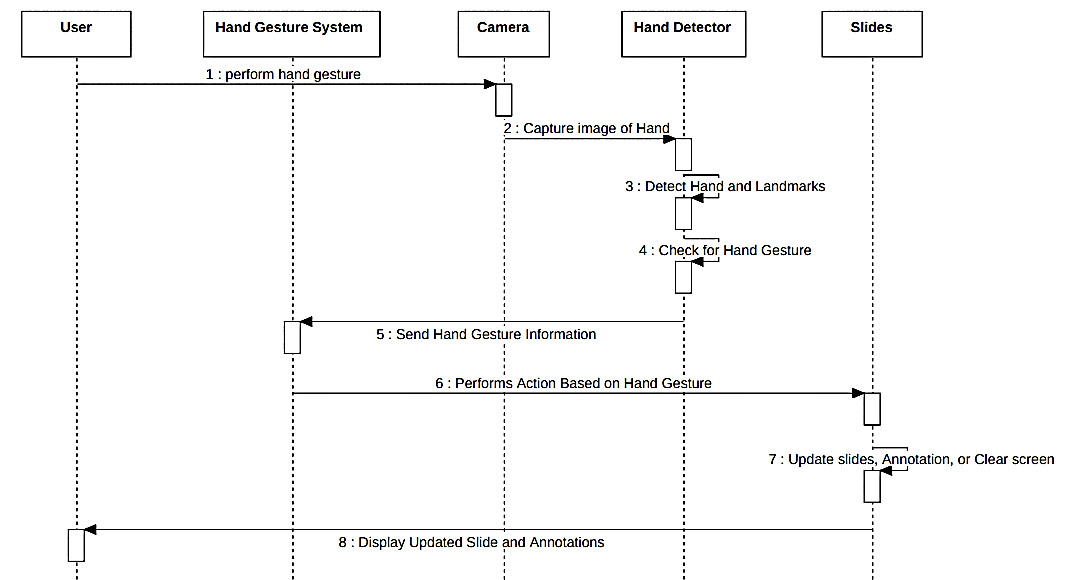 User
Hand Gesture System
Camera
Hand Detector
Slides
1 : perform hand gesture
2 : Capture image of Hand
3 : Detect Hand and Landmarks
4 : Check for Hand Gesture
5 : Send Hand Gesture Information
6 : Performs Action Based on Hand Gesture
7 : Update slides, Annotation, or Clear screen
8 : Display Updated Slide and Annotations